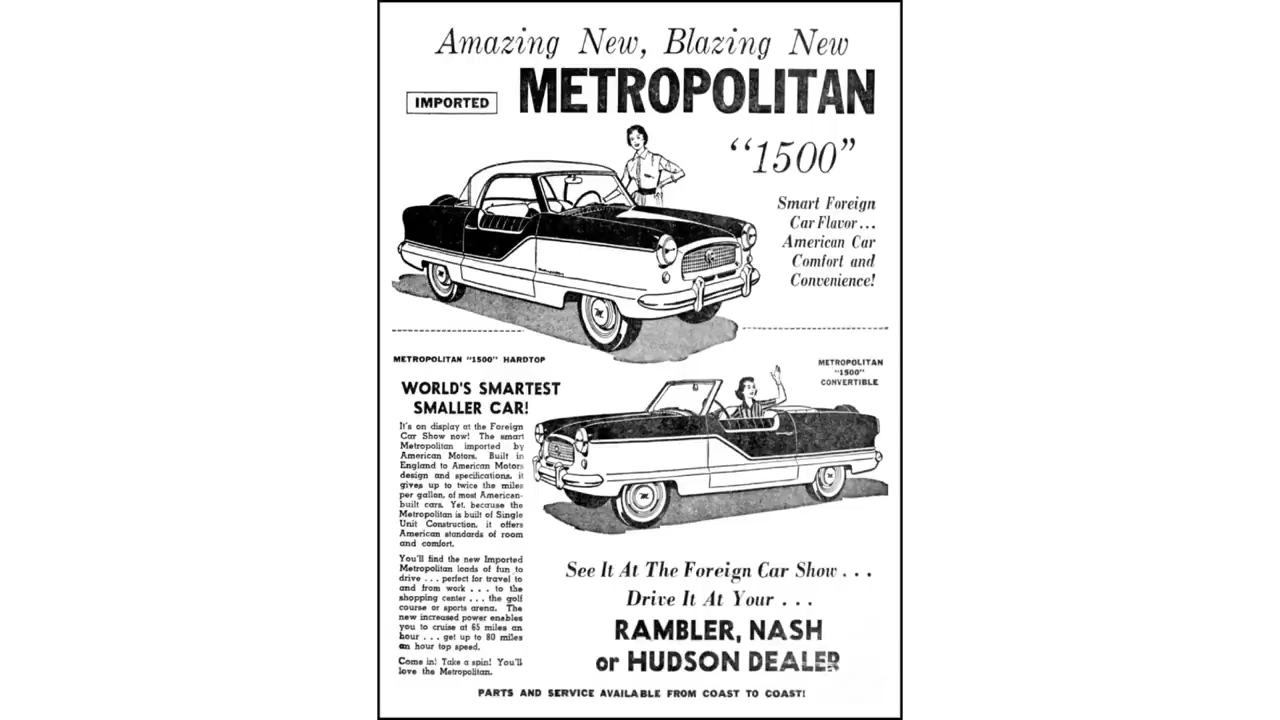 Amazing New, Blazing New
METROPOLITAN
IMPORTED
“1500”
Smart Foreign
Car Flavor...
American Car
Comfort and
Convenience!
METROPOLITAN "1500" HARDTOP
METROPOLITAN
"1500"
CONVERTIBLE
WORLD'S SMARTEST
SMALLER CAR!
It's on display at the Foreign
Car Show now! The smart
Metropolitan imported by
American Motors. Built in
England to American Motors
design and specifications, it
gives up to twice the miles
per gallon, of most American-
built cars. Yet, because the
Metropolitan is built of Single
Unit Construction, it offers
American standards of room
and comfort.
You'll find the new Imported
Metropolitan loads of fun to
drive . . . perfect for travel to
and from work . . . to the
shopping center . . . the golf
course or sports arena. The
new increased power enables
you to cruise at 65 miles an
hour . . . get up to 80 miles
an hour top speed.
Come in! Take a spin! You'll
love the Metropolitan.
See It At The Foreign Car Show . . .
Drive It At Your . . .
RAMBLER, NASH
or HUDSON DEALER
PARTS AND SERVICE AVAILABLE FROM COAST TO COAST!